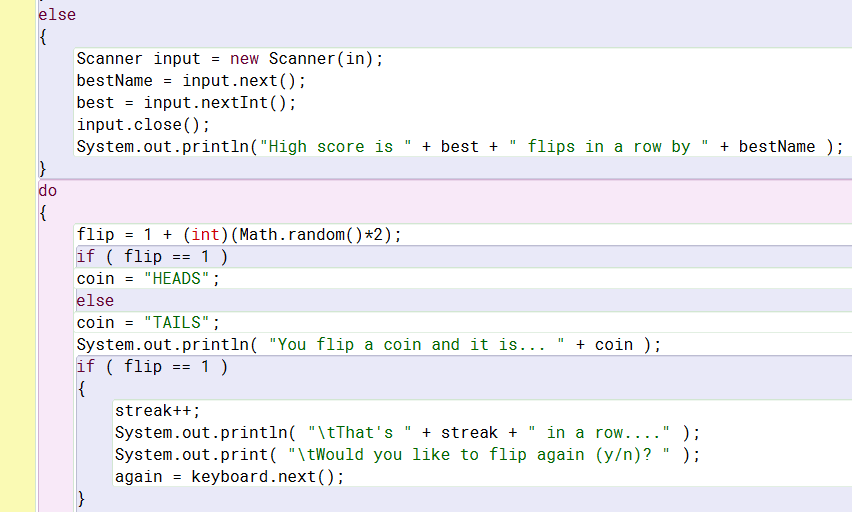 else
{
Scanner input = new Scanner(in);
bestName = input.next();
best = input.nextInt();
input.close();
System.out.println("High score is " + best + " flips in a row by " + bestName );
}
do
{
flip = 1 + (int)(Math.random()*2);
if ( flip == 1 )
coin = "HEADS";
else
coin = "TAILS";
System.out.println( "You flip a coin and it is... " + coin );
if ( flip == 1 )
{
streak++;
System.out.println( "\tThat's " + streak + " in a row...." );
System.out.print( "\tWould you like to flip again (y/n)? " );
again = keyboard.next();
}